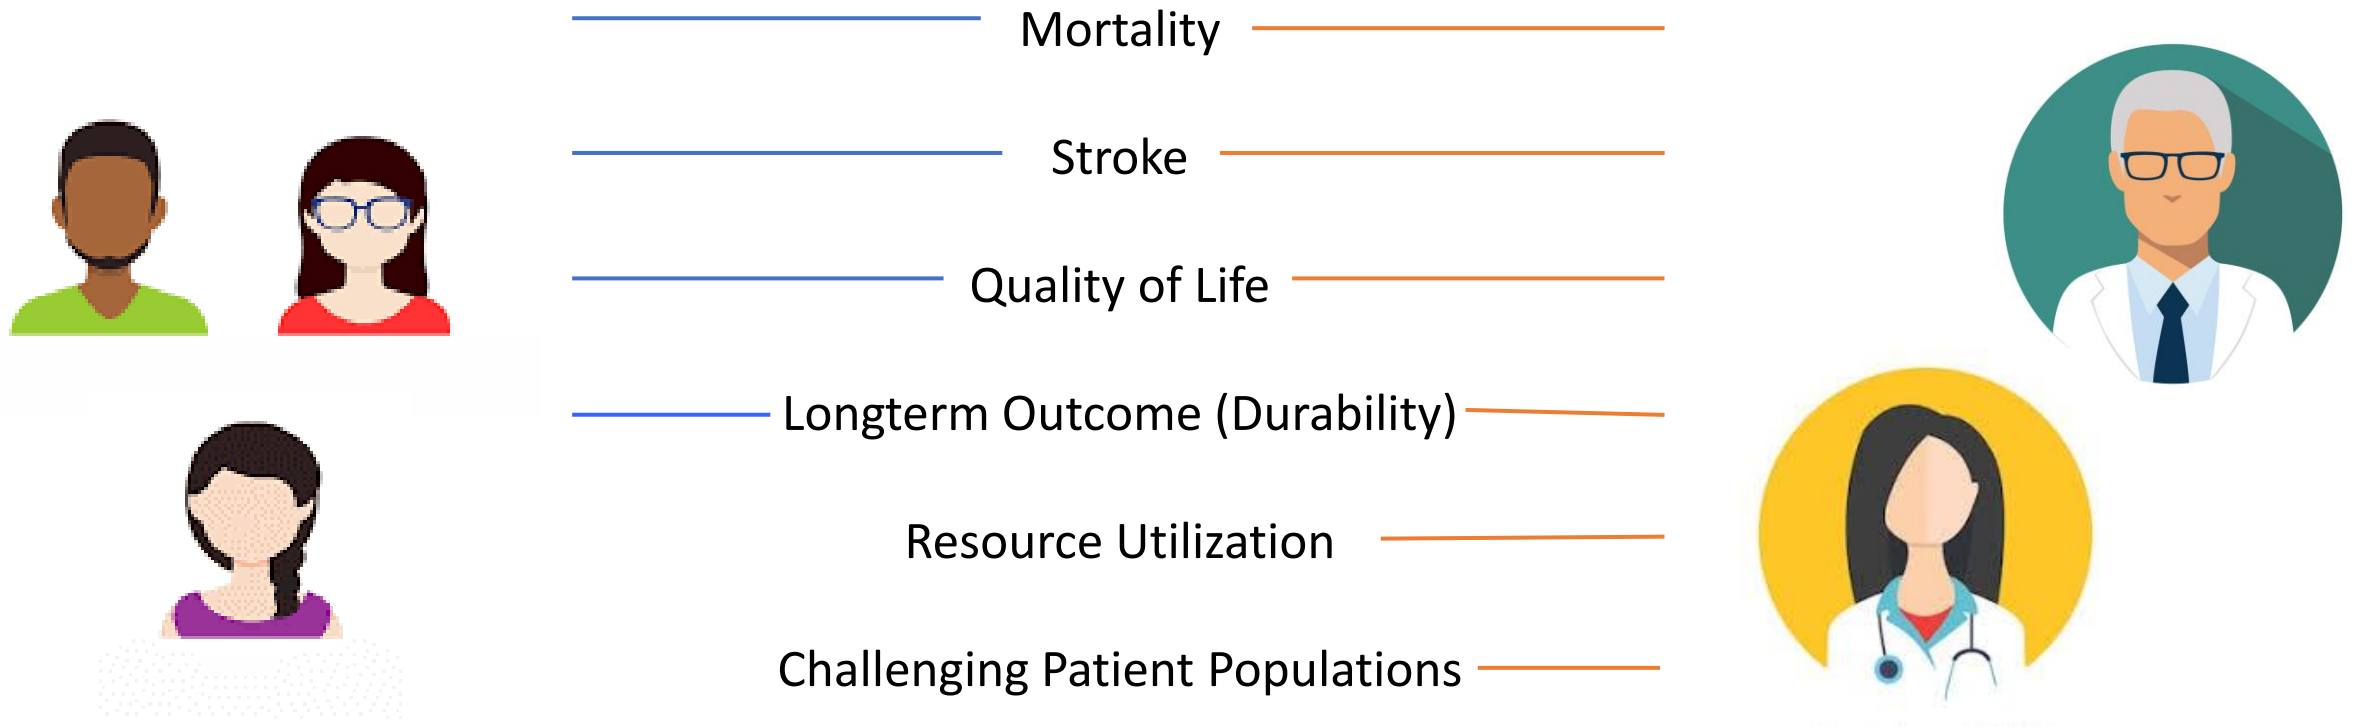 Mortality
Stroke
Quality of Life
Longterm Outcome (Durability)
Resource Utilization
Challenging Patient Populations